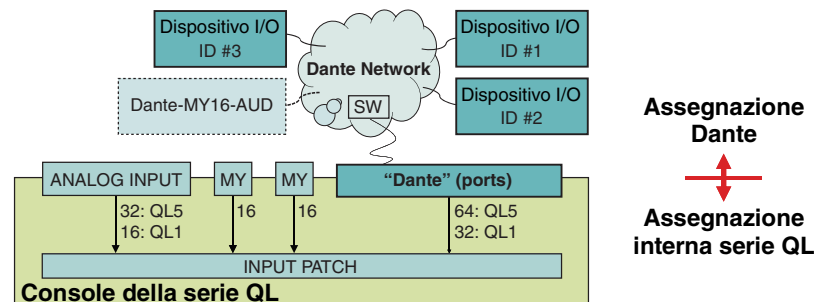 Dispositivo I/O
ID #3
Dante Network
Dispositivo I/O
ID #1
Dante-MY16-AUD
SW
Dispositivo I/O
ID #2
Assegnazione
Dante
ANALOG INPUT
MY
MY
“Dante” (ports)
32: QL5
16: QL1
16
16
64: QL5
32: QL1
Assegnazione
interna serie QL
INPUT PATCH
Console della serie QL